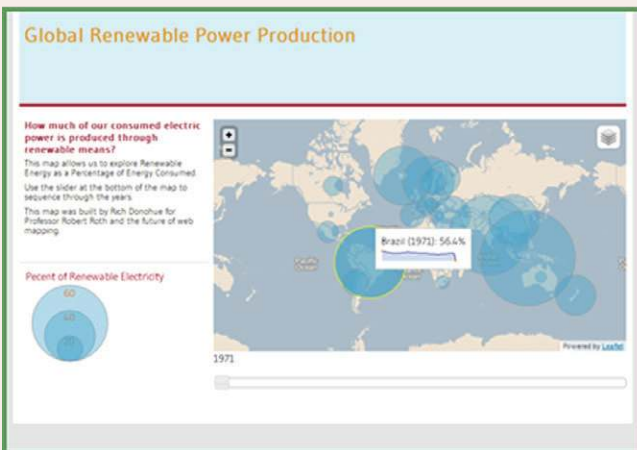 Global Renewable Power Production
How much of our consumed electric
power is produced through
renewable means?
This map allows us to explore Renewable
Energy as a Percentage of Energy Consumed
Use the slider at the bottom of the map to
sequence through the years
This map was built by Rich Donohue for
Professor Robert Roth and the future of web
mapping.
Pecent of Renewable Electricity
60
40
20
+
-
Brazil (1971): 56.4%
Pacific
Ocean
Powered by Leaflet
1971